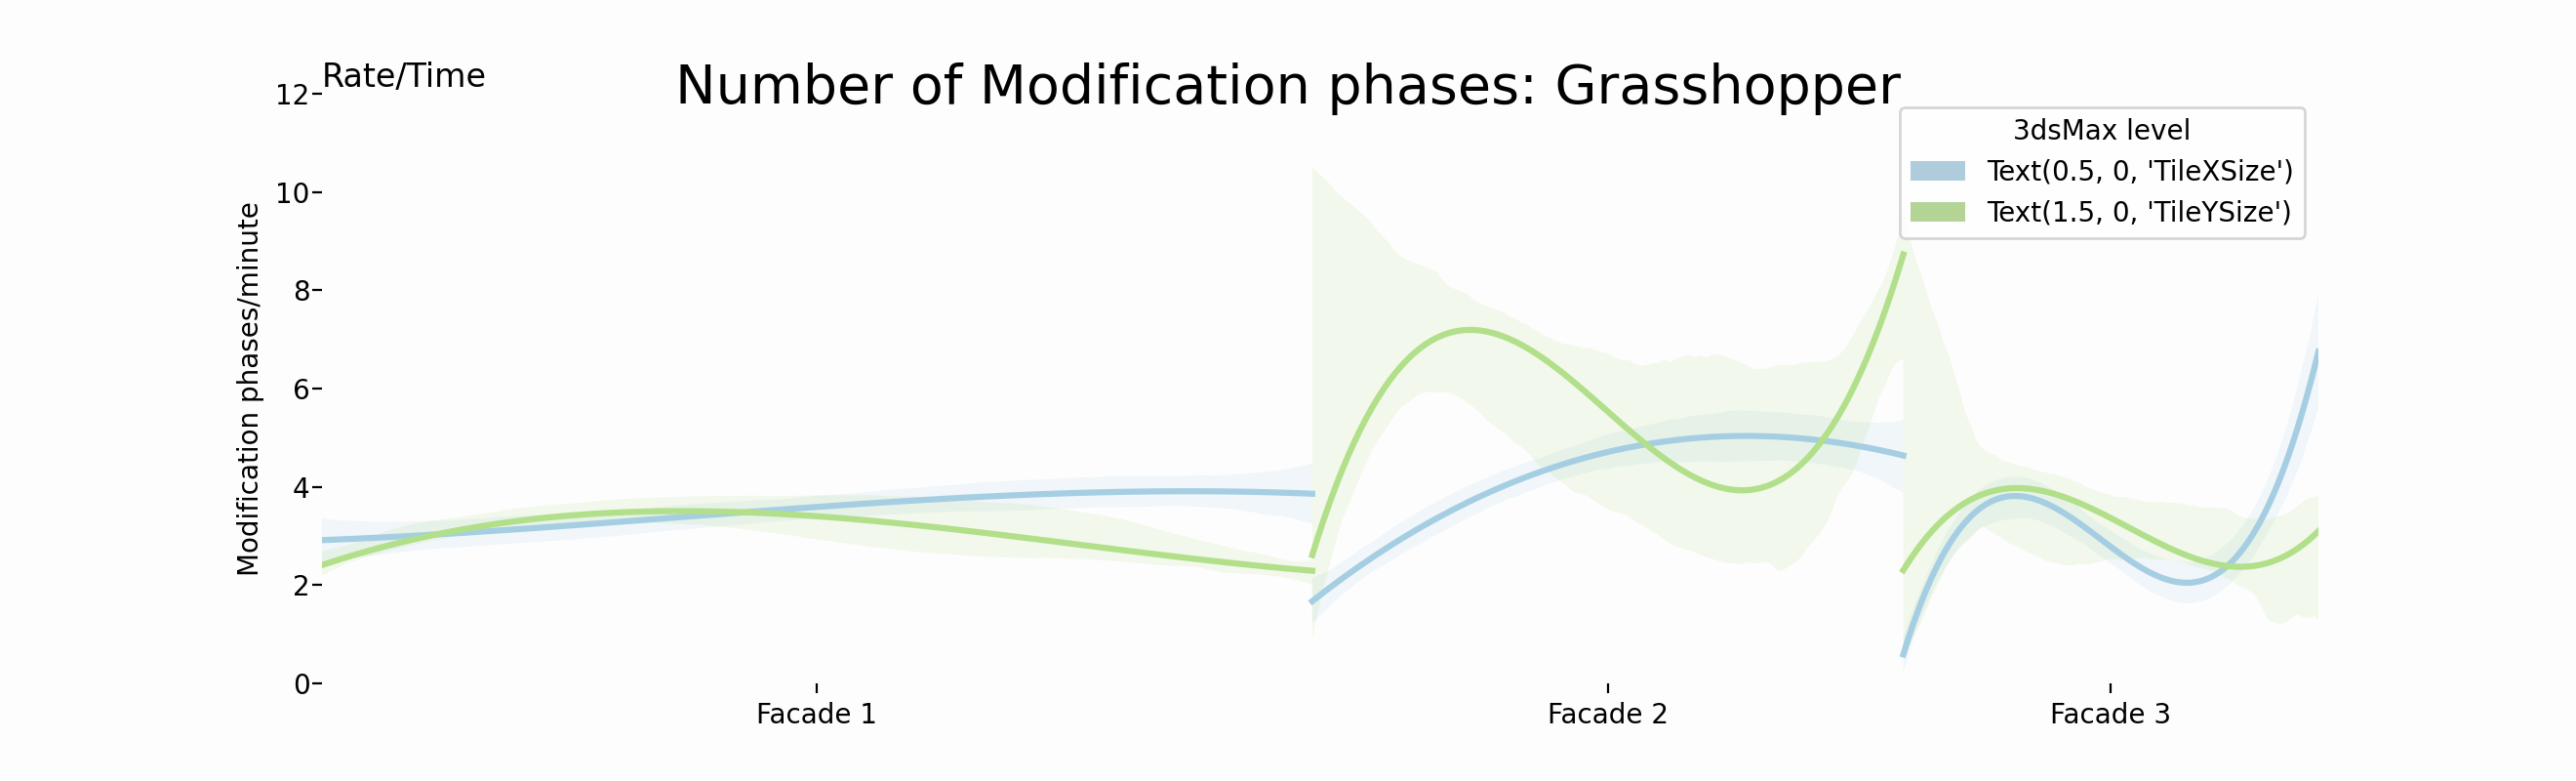 Rate/Time
Number of Modification phases: Grasshopper
Modification phases/minute
12
10
8
6
4
2
0
3dsMax level
Text(0.5, 0, 'TileXSize')
Text(1.5, 0, 'TileYSize')
Facade 1
Facade 2
Facade 3